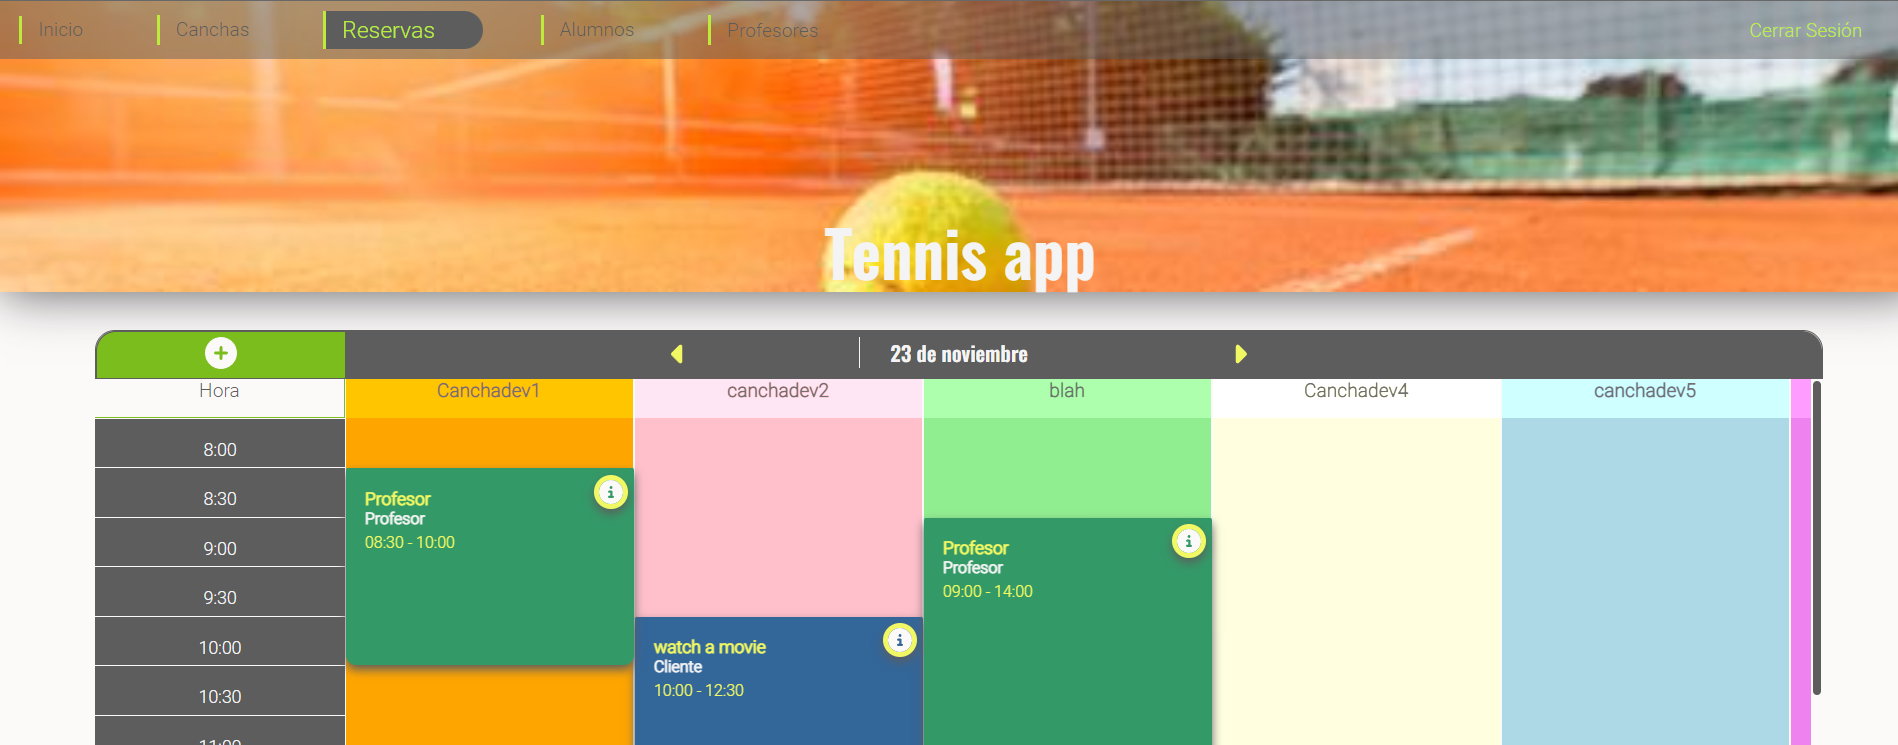 Inicio
Canchas
Reservas
Alumnos
Profesores
Cerrar Sesión
Tennis app
23 de noviembre
Hora
Canchadev1
canchadev2
blah
Canchadev4
canchadev5
8:00
8:30
9:00
9:30
10:00
10:30
11:00
Profesor
Profesor
08:30 - 10:00
watch a movie
Cliente
10:00 - 12:30
Profesor
Profesor
09:00 - 14:00